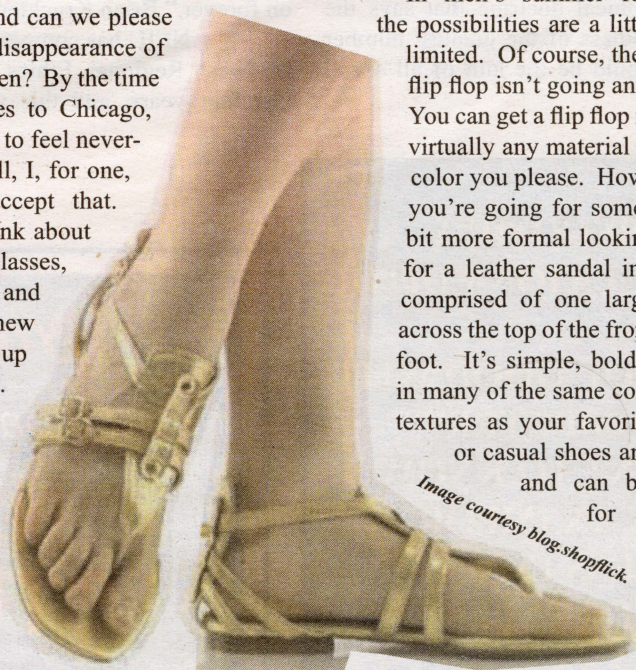 nd can we please
disappearance of
en? By the time
es to Chicago,
to feel never-
ll, I, for one,
ccept that.
nk about
lasses,
and
new
up
.
In men's summer
the possibilities are a litt
limited. Of course, the
flip flop isn't going an
You can get a flip flop
virtually any material
color you please. How
you're going for some
bit more formal lookin
for a leather sandal in
comprised of one larg
across the top of the fro
foot. It's simple, bold
in many of the same co
textures as your favori
or casual shoes an
and can b
for
Image courtesy blog.shopflick.